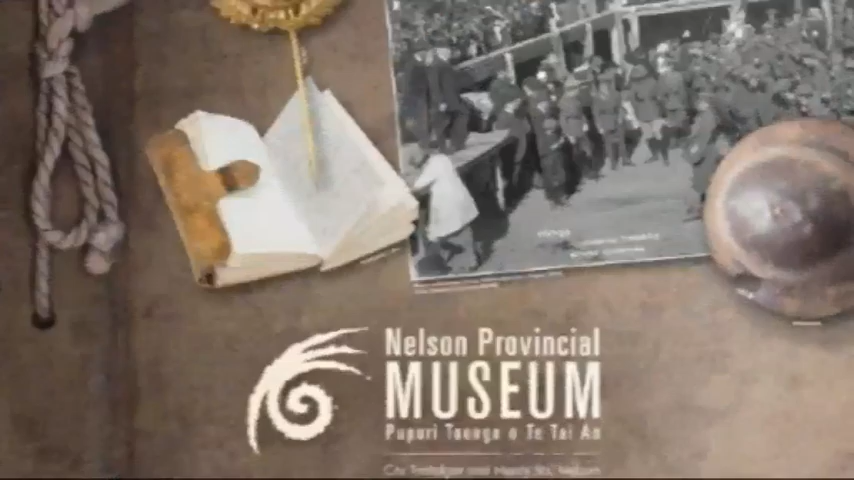 Nelson Provincial
MUSEUM
Pupuri Taonga o Te Tai Ao
Cnr Trafalgar and Hardy Sts, Nelson